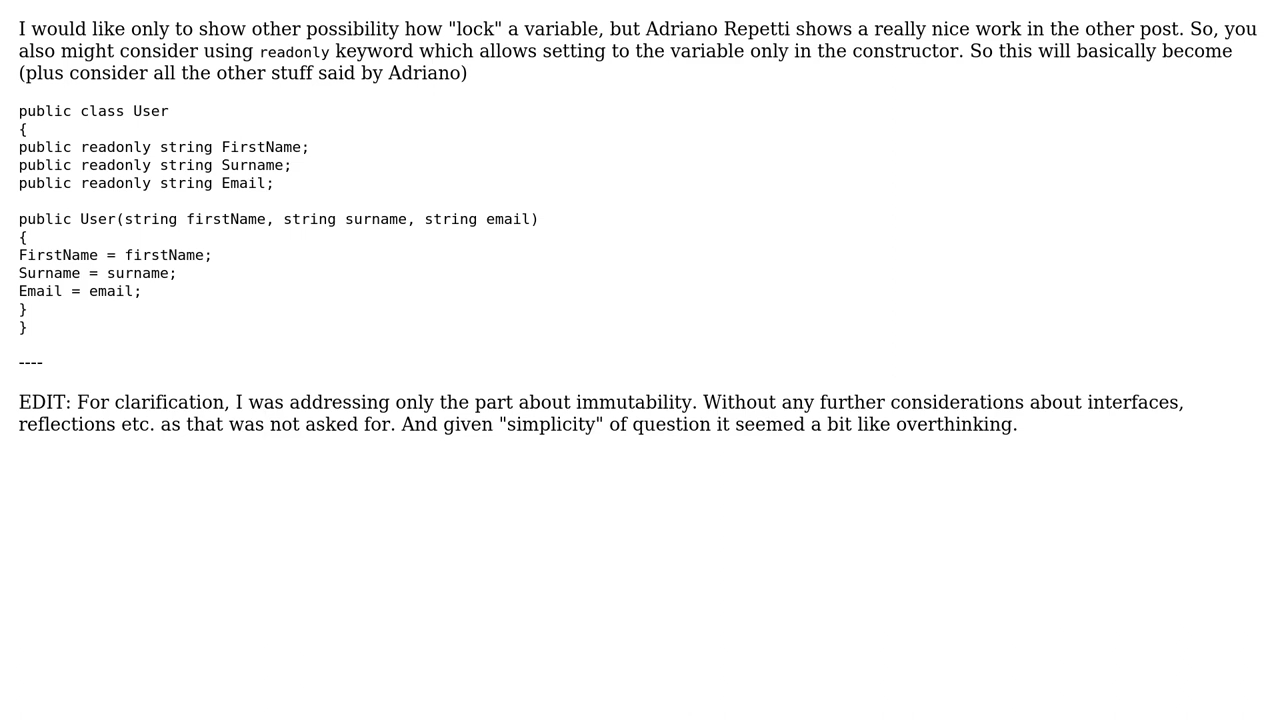 I would like only to show other possibility how "lock" a variable, but Adriano Repetti shows a really nice work in the other post. So, you
also might consider using readonly keyword which allows setting to the variable only in the constructor. So this will basically become
(plus consider all the other stuff said by Adriano)
public class User
{
public readonly string FirstName;
public readonly string Surname;
public readonly string Email;
public User(string firstName, string surname, string email)
{
FirstName = firstName;
Surname = surname;
Email = email;
}
}
----
EDIT: For clarification, I was addressing only the part about immutability. Without any further considerations about interfaces,
reflections etc. as that was not asked for. And given "simplicity" of question it seemed a bit like overthinking.